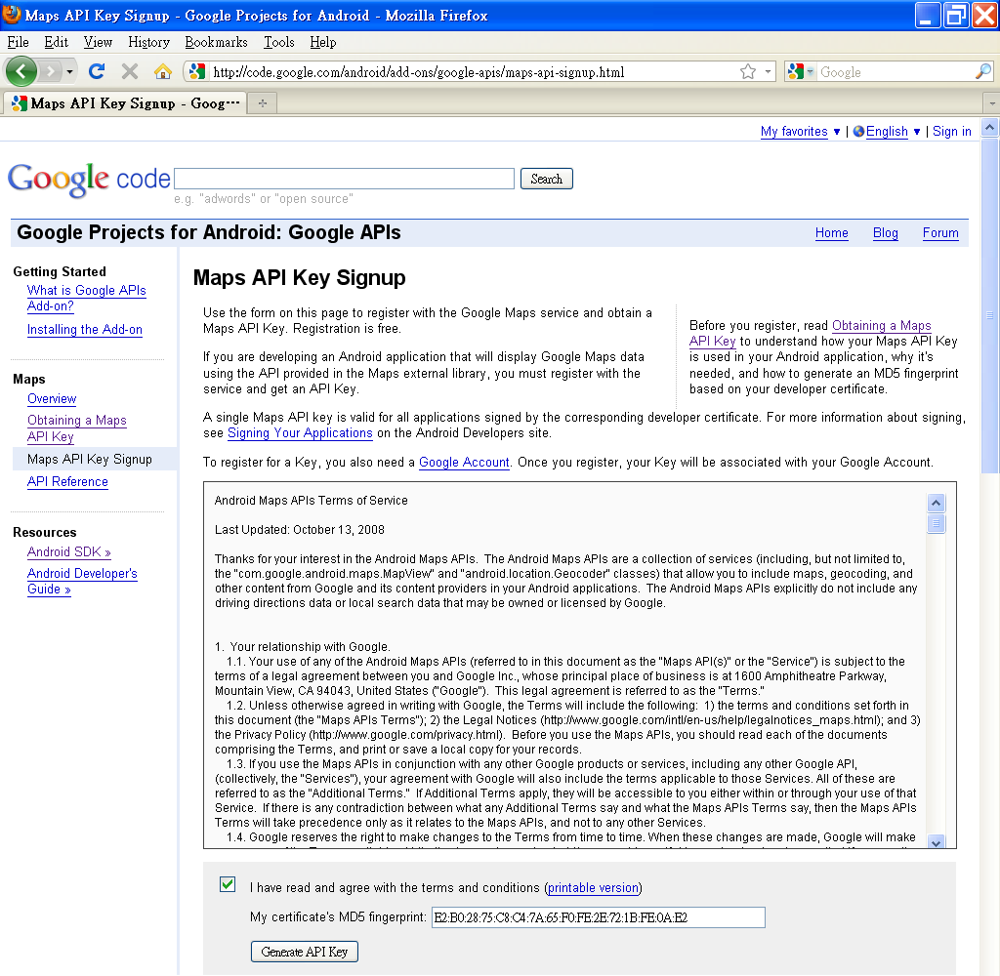 Maps API Key Signup - Google Projects for Android - Mozilla Firefox
File Edit View History Bookmarks Tools Help
http://code.google.com/android/add-ons/google-apis/maps-api-signup.html
Google
Maps API Key Signup - Goog···
My favorites ▼ | English ▼ | Sign in
Google code
Search
e.g. "adwords" or "open source"
Google Projects for Android: Google APIs
Home Blog Forum
Getting Started
What is Google APIs
Add-on?
Installing the Add-on
Maps
Overview
Obtaining a Maps
API Key
Maps API Key Signup
API Reference
Resources
Android SDK »
Android Developer's
Guide »
Maps API Key Signup
Use the form on this page to register with the Google Maps service and obtain a
Maps API Key. Registration is free.
If you are developing an Android application that will display Google Maps data
using the API provided in the Maps external library, you must register with the
service and get an API Key.
Before you register, read Obtaining a Maps
API Key to understand how your Maps API Key
is used in your Android application, why it's
needed, and how to generate an MD5 fingerprint
based on your developer certificate.
A single Maps API key is valid for all applications signed by the corresponding developer certificate. For more information about signing,
see Signing Your Applications on the Android Developers site.
To register for a Key, you also need a Google Account. Once you register, your Key will be associated with your Google Account.
Android Maps APIs Terms of Service
Last Updated: October 13, 2008
Thanks for your interest in the Android Maps APIs. The Android Maps APIs are a collection of services (including, but not limited to,
the "com.google.android.maps.MapView" and "android.location.Geocoder" classes) that allow you to include maps, geocoding, and
other content from Google and its content providers in your Android applications. The Android Maps APIs explicitly do not include any
driving directions data or local search data that may be owned or licensed by Google.
1. Your relationship with Google.
1.1. Your use of any of the Android Maps APIs (referred to in this document as the "Maps API(s)" or the "Service") is subject to the
terms of a legal agreement between you and Google Inc., whose principal place of business is at 1600 Amphitheatre Parkway,
Mountain View, CA 94043, United States ("Google"). This legal agreement is referred to as the "Terms."
1.2. Unless otherwise agreed in writing with Google, the Terms will include the following: 1) the terms and conditions set forth in
this document (the "Maps APIs Terms"); 2) the Legal Notices (http://www.google.com/intl/en-us/help/legalnotices_maps.html); and 3)
the Privacy Policy (http://www.google.com/privacy.html). Before you use the Maps APIs, you should read each of the documents
comprising the Terms, and print or save a local copy for your records.
1.3. If you use the Maps APIs in conjunction with any other Google products or services, including any other Google API,
(collectively, the "Services"), your agreement with Google will also include the terms applicable to those Services. All of these are
referred to as the "Additional Terms." If Additional Terms apply, they will be accessible to you either within or through your use of that
Service. If there is any contradiction between what any Additional Terms say and what the Maps APIs Terms say, then the Maps APIs
Terms will take precedence only as it relates to the Maps APIs, and not to any other Services.
1.4. Google reserves the right to make changes to the Terms from time to time. When these changes are made, Google will make
I have read and agree with the terms and conditions (printable version)
My certificate's MD5 fingerprint: E2:B0:28:75:C8:C4:7A:65:F0:FE:2E:72:1B:FE:0A:E2
Generate API Key